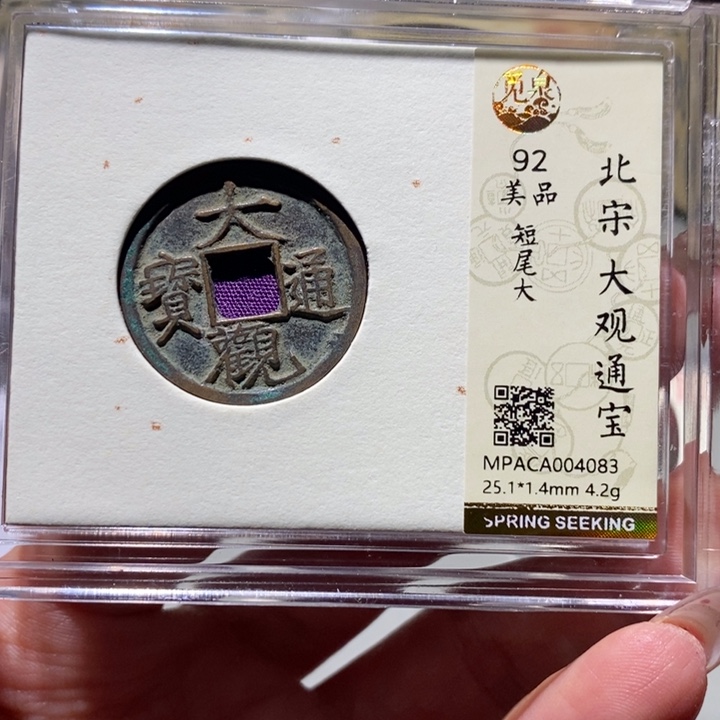 大觀通寶
觅泉
92
美品
短尾大
北宋大观通宝
MPACA004083
25.1*1.4mm 4.2g
SPRING SEEKING